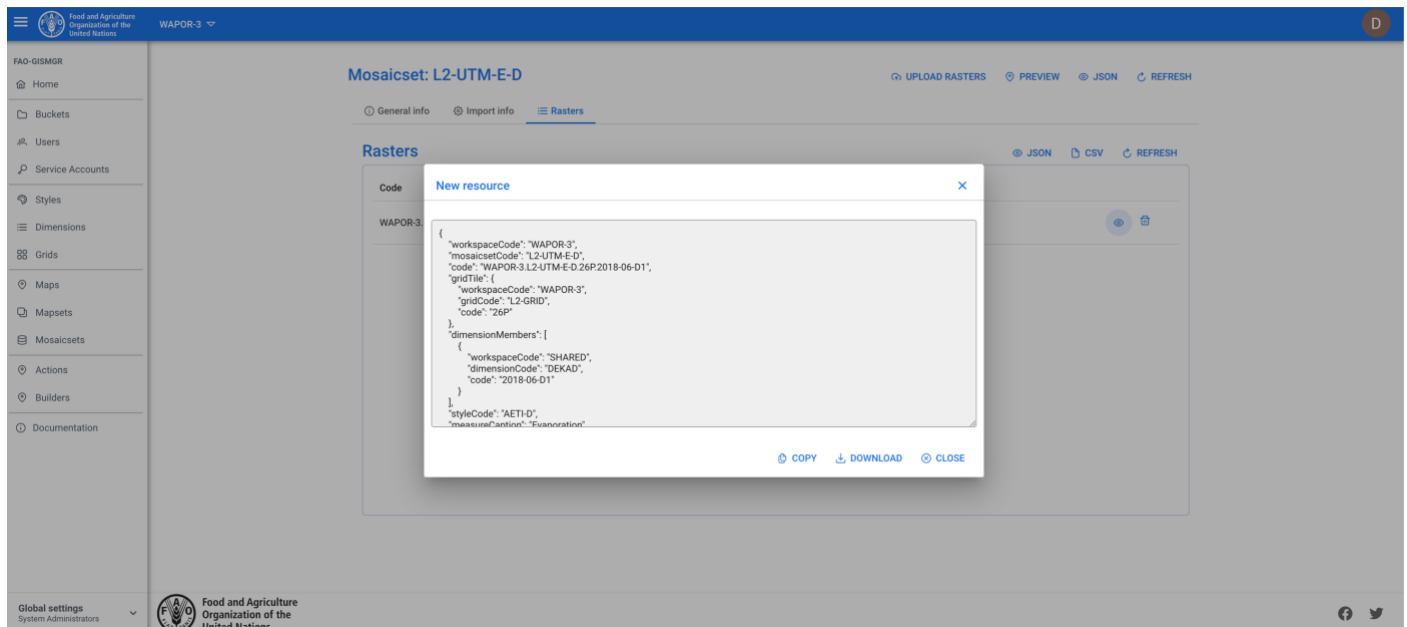 Food and Agriculture
Organization of the
United Nations
WAPOR-3
D
FAO-GISMGR
Home
Buckets
Users
Service Accounts
Styles
Dimensions
Grids
Maps
Mapsets
Mosaicsets
Actions
Builders
Documentation
Global settings
System Administrators
Mosaicset: L2-UTM-E-D
UPLOAD RASTERS
PREVIEW
JSON
REFRESH
General info
Import info
Rasters
Rasters
JSON
CSV
REFRESH
Code
WAPOR-3.
New resource
{
"workspaceCode": "WAPOR-3",
"mosaicsetCode": "L2-UTM-E-D",
"code": "WAPOR-3.L2-UTM-E-D.26P.2018-06-D1",
"gridTile": {
"workspaceCode": "WAPOR-3",
"gridCode": "L2-GRID",
"code": "26P"
},
"dimensionMembers": [
{
"workspaceCode": "SHARED",
"dimensionCode": "DEKAD",
"code": "2018-06-D1"
}
],
"styleCode": "AETI-D",
"measureCaption": "Evaporation"
COPY
DOWNLOAD
CLOSE
FAO
Food and Agriculture
Organization of the
United Nations